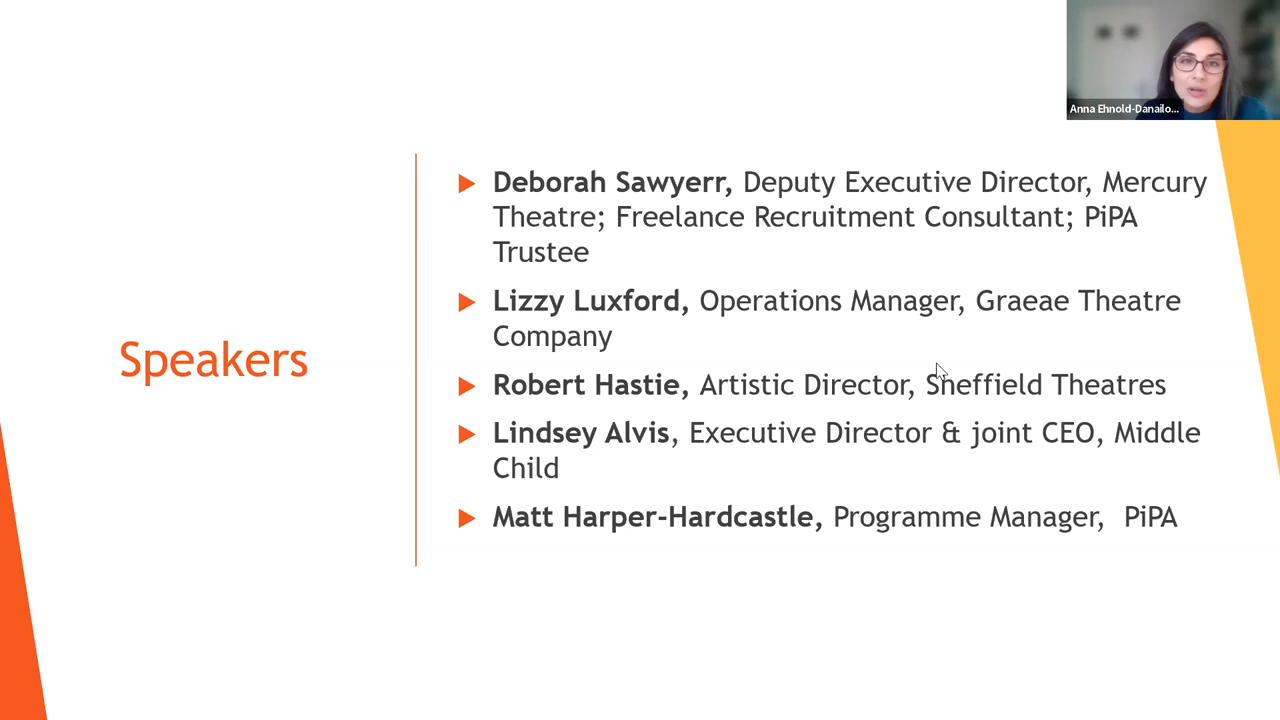 Anna Ehnold-Danailo...
Speakers
Deborah Sawyerr, Deputy Executive Director, Mercury
Theatre; Freelance Recruitment Consultant; PiPA
Trustee
Lizzy Luxford, Operations Manager, Graeae Theatre
Company
Robert Hastie, Artistic Director, Sheffield Theatres
Lindsey Alvis, Executive Director & joint CEO, Middle
Child
Matt Harper-Hardcastle, Programme Manager,  PiPA